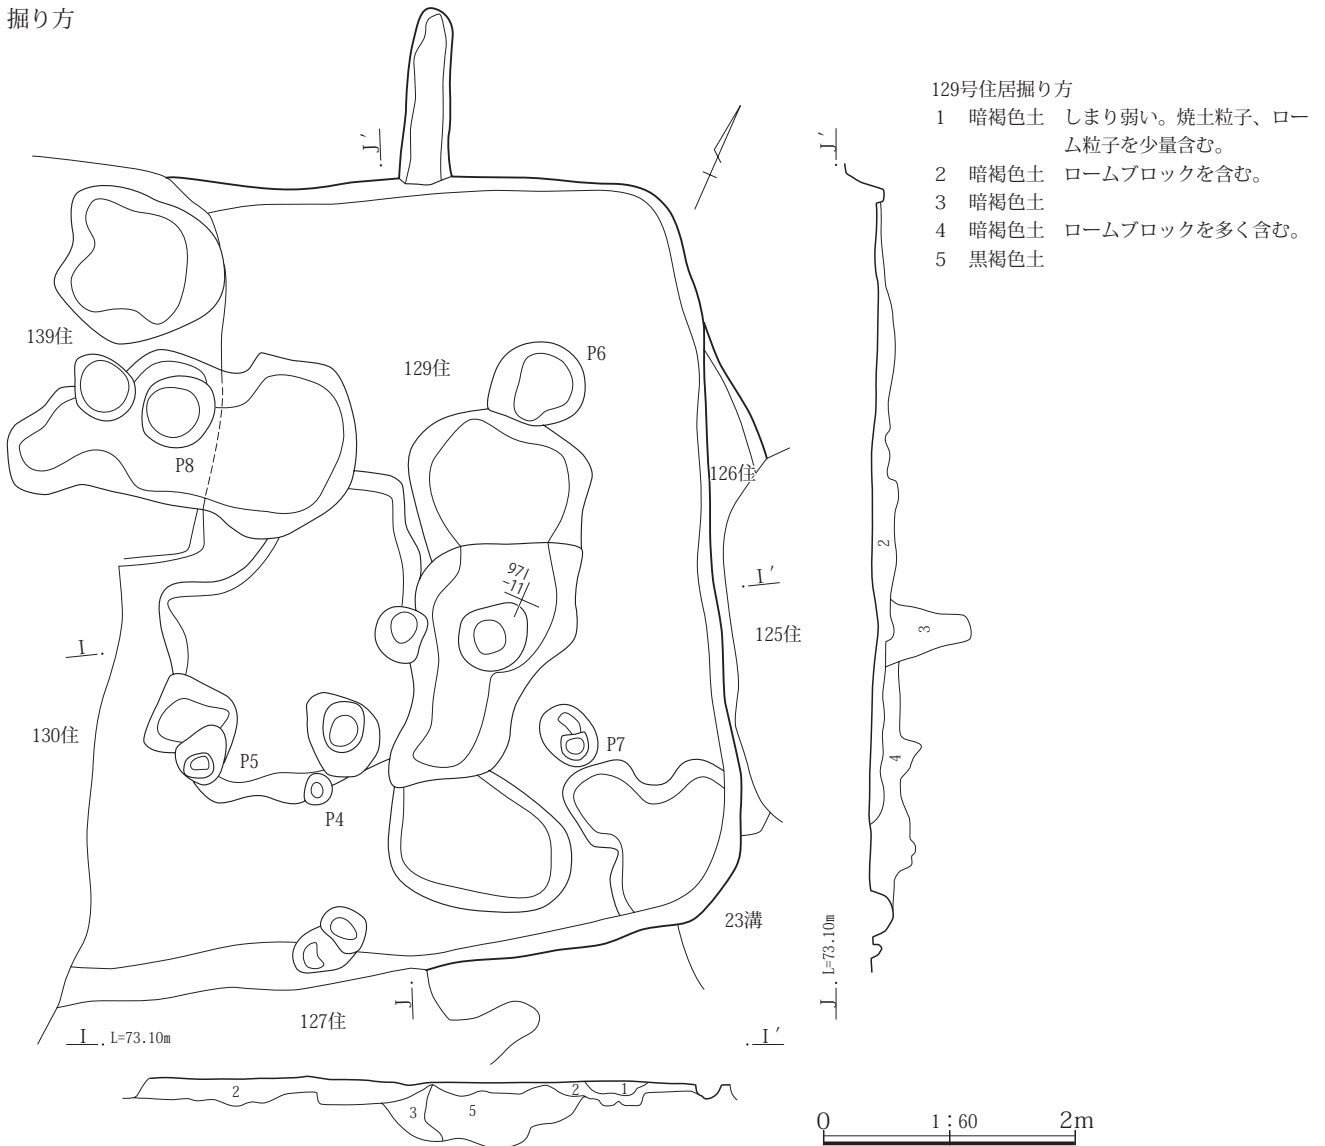 掘り方
129号住居掘り方
1 暗褐色土 しまり弱い。焼土粒子、ロー
ム粒子を少量含む。
2 暗褐色土 ロームブロックを含む。
3 暗褐色土
4 暗褐色土 ロームブロックを多く含む。
5 黒褐色土
J′
J′
139住
129住
P6
P8
126住
2
971
-11
I′
125住
3
I
130住
P5
P7
4
P4
23溝
L=73.10m
J
J
127住
I L=73.10m
I′
2
2
1
3
5
0 1：60 2m